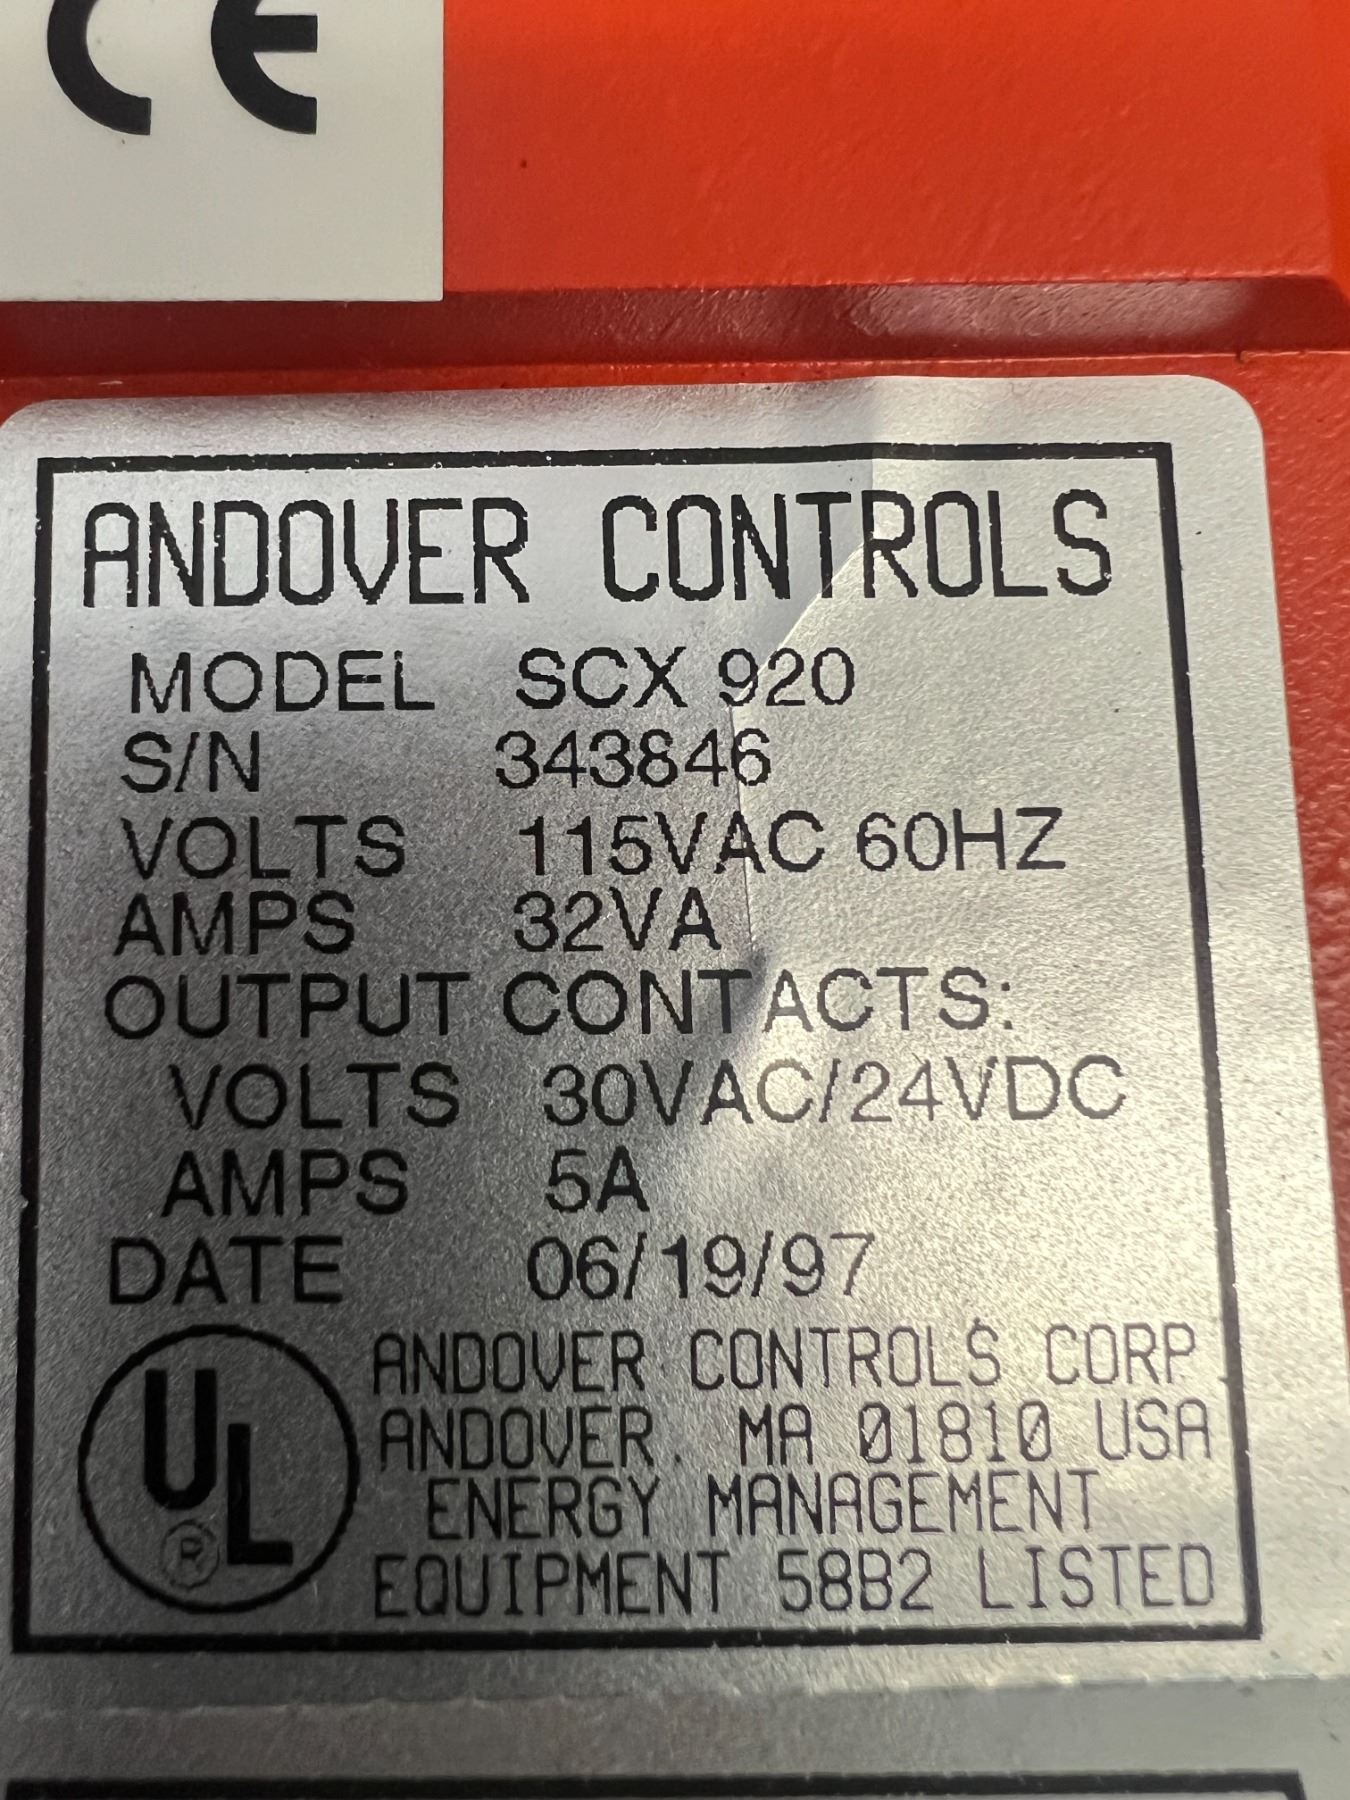 CE
ANDOVER CONTROLS
MODEL SCX 920
S/N 343846
VOLTS 115VAC 60HZ
AMPS 32VA
OUTPUT CONTACTS:
VOLTS 30VAC/24VDC
AMPS 5A
DATE 06/19/97
UL
®
ANDOVER CONTROLS CORP
ANDOVER, MA 01810 USA
ENERGY MANAGEMENT
EQUIPMENT 58B2 LISTED